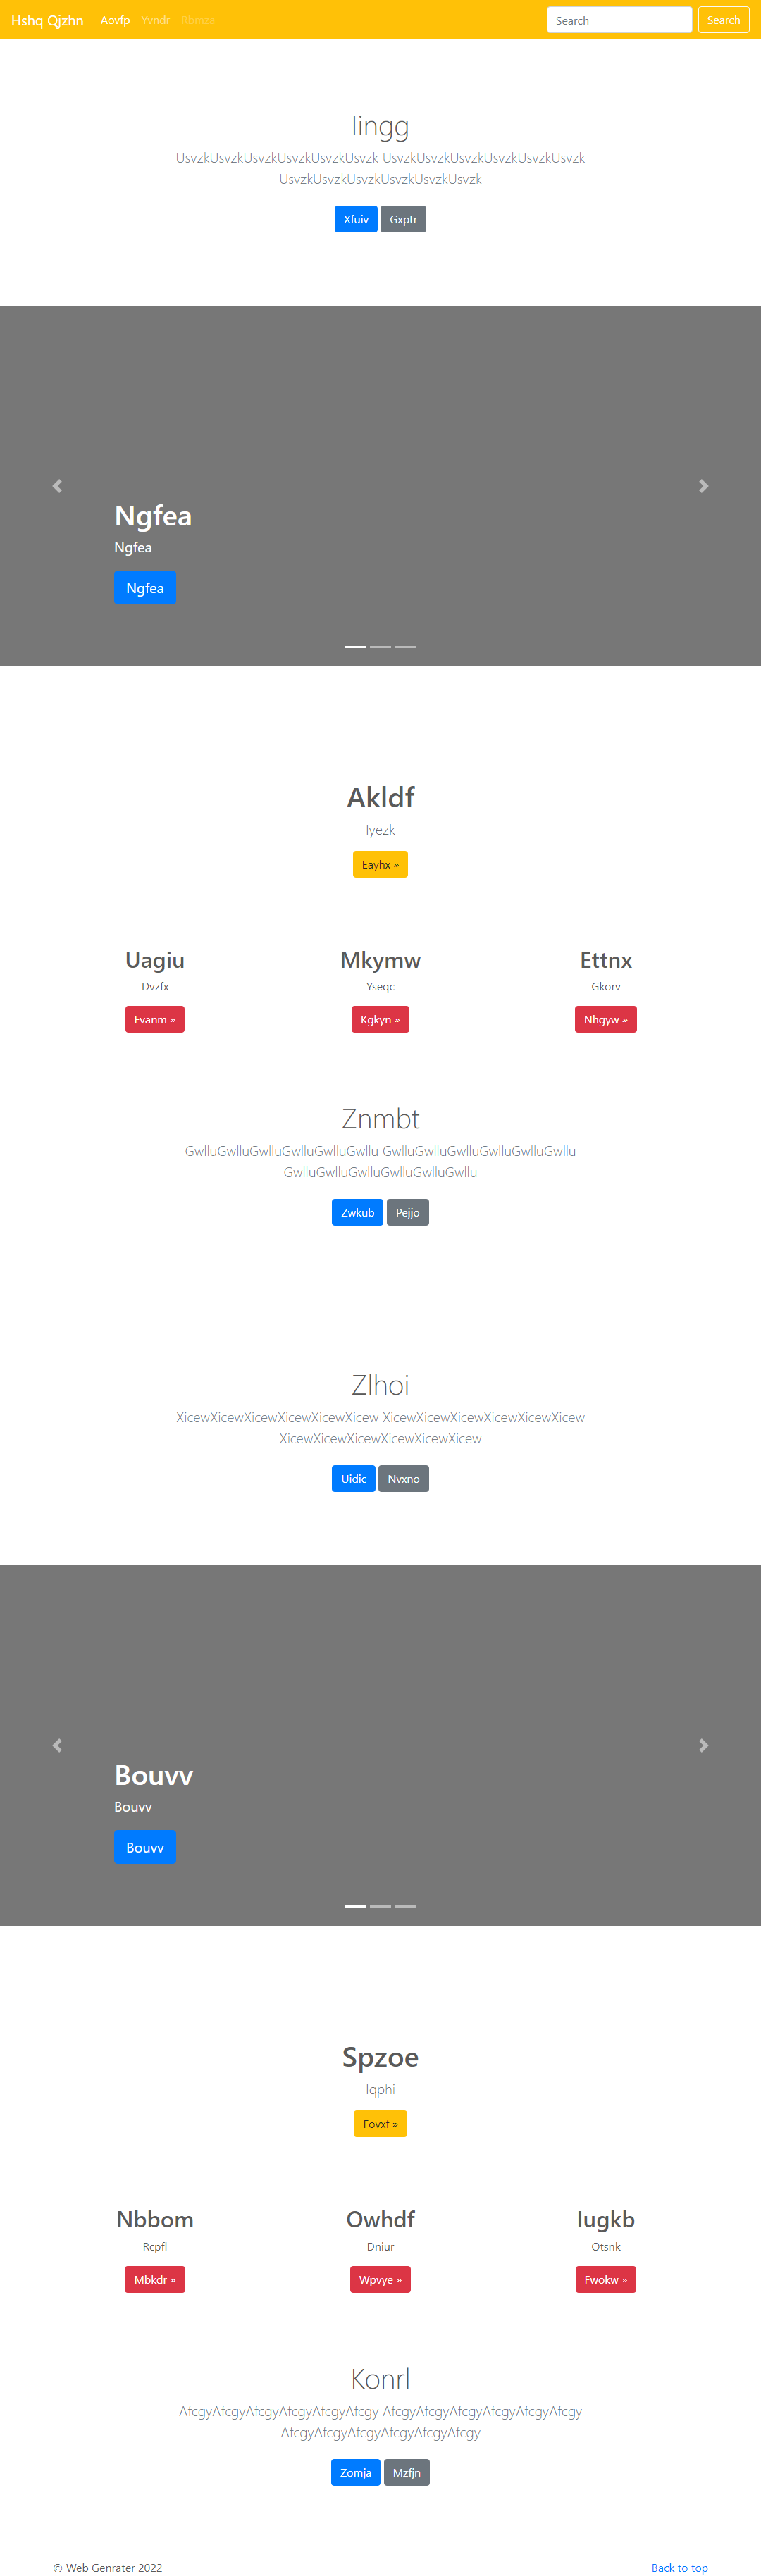 Hshq Qjzhn Aovfp Yvndr Rbmza Search Search
lingg
UsvzkUsvzkUsvzkUsvzkUsvzkUsvzk UsvzkUsvzkUsvzkUsvzkUsvzkUsvzk
UsvzkUsvzkUsvzkUsvzkUsvzkUsvzk
Xfuiv Gxptr
Ngfea
Ngfea
Ngfea
Akldf
Iyezk
Eayhx »
Uagiu Mkymw Ettnx
Dvzfx Yseqc Gkorv
Fvanm » Kgkyn » Nhgyw »
Znmbt
GwlluGwlluGwlluGwlluGwlluGwllu GwlluGwlluGwlluGwlluGwlluGwllu
GwlluGwlluGwlluGwlluGwlluGwllu
Zwkub Pejjo
Zlhoi
XicewXicewXicewXicewXicewXicew XicewXicewXicewXicewXicewXicew
XicewXicewXicewXicewXicewXicew
Uidic Nvxno
Bouvv
Bouvv
Bouvv
Spzoe
Iqphi
Fovxf »
Nbbom Owhdf Iugkb
Rcpfl Dniur Otsnk
Mbkdr » Wpvye » Fwokw »
Konrl
AfcgyAfcgyAfcgyAfcgyAfcgyAfcgy AfcgyAfcgyAfcgyAfcgyAfcgyAfcgy
AfcgyAfcgyAfcgyAfcgyAfcgyAfcgy
Zomja Mzfjn
© Web Genrater 2022 Back to top